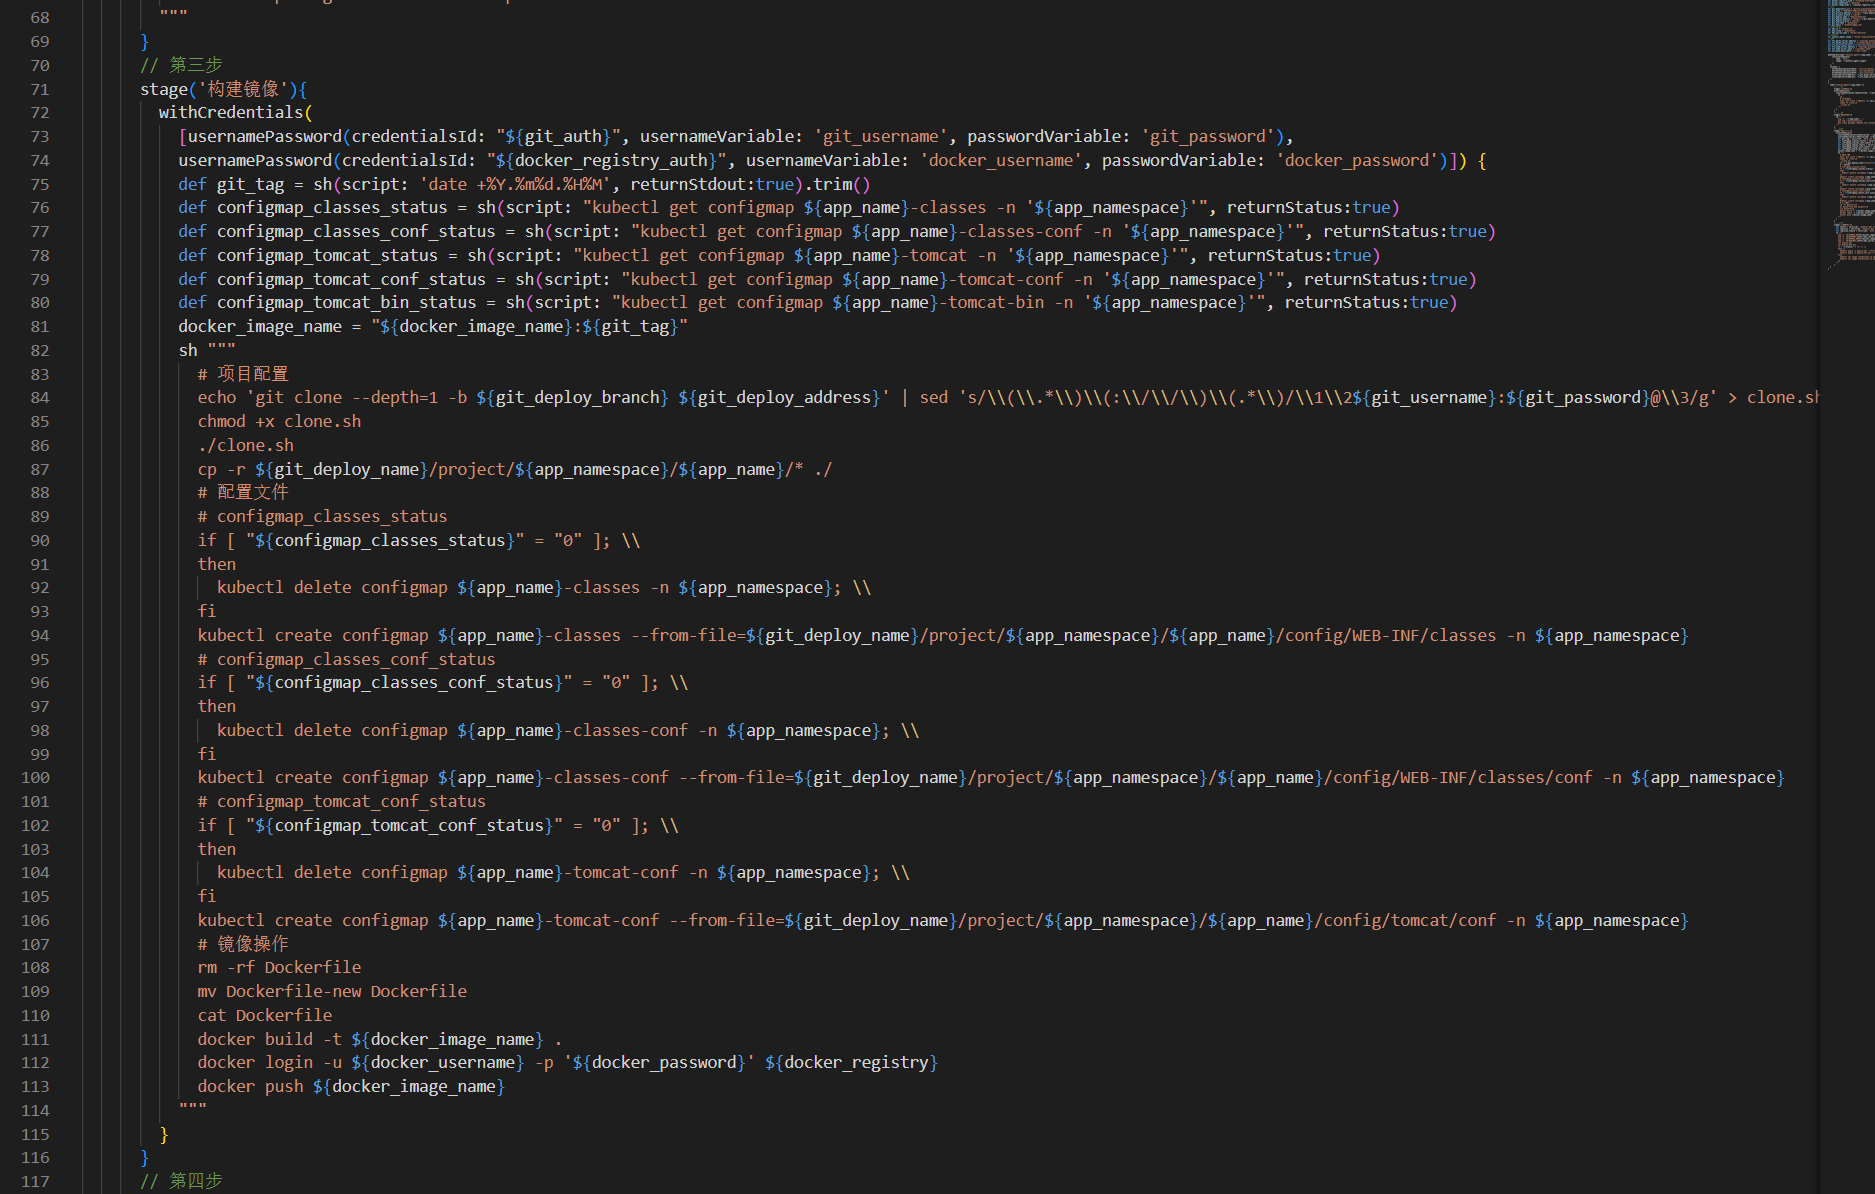 68 """
69 }
70 // 第三步
71 stage('构建镜像'){
72 withCredentials(
73 [usernamePassword(credentialsId: "${git_auth}", usernameVariable: 'git_username', passwordVariable: 'git_password'),
74 usernamePassword(credentialsId: "${docker_registry_auth}", usernameVariable: 'docker_username', passwordVariable: 'docker_password')]) {
75 def git_tag = sh(script: 'date +%Y.%m%d.%H%M', returnStdout:true).trim()
76 def configmap_classes_status = sh(script: "kubectl get configmap ${app_name}-classes -n '${app_namespace}'", returnStatus:true)
77 def configmap_classes_conf_status = sh(script: "kubectl get configmap ${app_name}-classes-conf -n '${app_namespace}'", returnStatus:true)
78 def configmap_tomcat_status = sh(script: "kubectl get configmap ${app_name}-tomcat -n '${app_namespace}'", returnStatus:true)
79 def configmap_tomcat_conf_status = sh(script: "kubectl get configmap ${app_name}-tomcat-conf -n '${app_namespace}'", returnStatus:true)
80 def configmap_tomcat_bin_status = sh(script: "kubectl get configmap ${app_name}-tomcat-bin -n '${app_namespace}'", returnStatus:true)
81 docker_image_name = "${docker_image_name}:${git_tag}"
82 sh """
83 # 项目配置
84 echo 'git clone --depth=1 -b ${git_deploy_branch} ${git_deploy_address}' | sed 's/\\(\\.*\\)\\(:\\/\\/\\)\\(.*\\)/\\1\\2${git_username}:${git_password}@\\3/g' > clone.sh
85 chmod +x clone.sh
86 ./clone.sh
87 cp -r ${git_deploy_name}/project/${app_namespace}/${app_name}/* ./
88 # 配置文件
89 # configmap_classes_status
90 if [ "${configmap_classes_status}" = "0" ]; \\
91 then
92 kubectl delete configmap ${app_name}-classes -n ${app_namespace}; \\
93 fi
94 kubectl create configmap ${app_name}-classes --from-file=${git_deploy_name}/project/${app_namespace}/${app_name}/config/WEB-INF/classes -n ${app_namespace}
95 # configmap_classes_conf_status
96 if [ "${configmap_classes_conf_status}" = "0" ]; \\
97 then
98 kubectl delete configmap ${app_name}-classes-conf -n ${app_namespace}; \\
99 fi
100 kubectl create configmap ${app_name}-classes-conf --from-file=${git_deploy_name}/project/${app_namespace}/${app_name}/config/WEB-INF/classes/conf -n ${app_namespace}
101 # configmap_tomcat_conf_status
102 if [ "${configmap_tomcat_conf_status}" = "0" ]; \\
103 then
104 kubectl delete configmap ${app_name}-tomcat-conf -n ${app_namespace}; \\
105 fi
106 kubectl create configmap ${app_name}-tomcat-conf --from-file=${git_deploy_name}/project/${app_namespace}/${app_name}/config/tomcat/conf -n ${app_namespace}
107 # 镜像操作
108 rm -rf Dockerfile
109 mv Dockerfile-new Dockerfile
110 cat Dockerfile
111 docker build -t ${docker_image_name} .
112 docker login -u ${docker_username} -p '${docker_password}' ${docker_registry}
113 docker push ${docker_image_name}
114 """
115 }
116 }
117 // 第四步